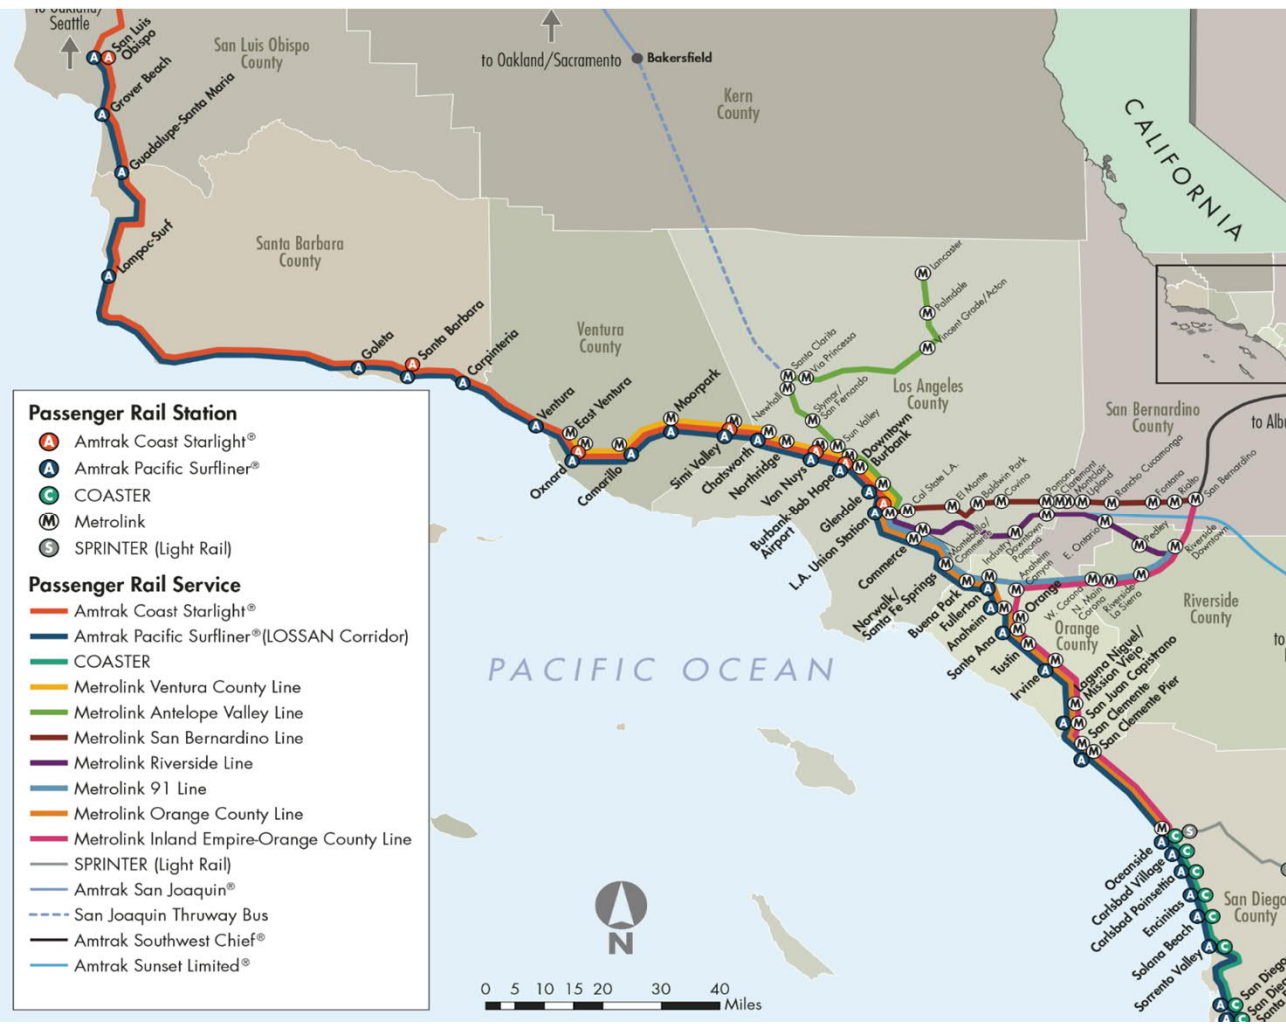 to Oakland/
Seattle
San Luis
Obispo
San Luis Obispo
County
to Oakland/Sacramento
Bakersfield
Grover Beach
Guadalupe-Santa Maria
Kern
County
CALIFORNIA
Lompoc-Surf
Santa Barbara
County
Goleta
Santa Barbara
Carpinteria
Ventura
County
Ventura
East Ventura
Oxnard
Camarillo
Moorpark
Simi Valley
Chatsworth
Northridge
Van Nuys
Burbank-Bob Hope
Airport
Glendale
L.A. Union Station
Lancaster
Palmdale
Vincent Grade/Acton
Santa Clarita
Via Princessa
Newhall
Slymar/
San Fernando
Sun Valley
Downtown
Burbank
Los Angeles
County
San Bernardino
County
to Albu
Cal State L.A.
El Monte
Baldwin Park
Covina
Pomona
Claremont
Montclair
Upland
Rancho Cucamonga
Fontana
Rialto
San Bernardino
Commerce
Montebello/
Commerce
Industry
Downtown
Pomona
E. Ontario
Pedley
Riverside
Downtown
Norwalk/
Santa Fe Springs
Buena Park
Fullerton
Anaheim
Santa Ana
Tustin
Irvine
Anaheim
Canyon
Orange
Orange
County
W. Corona
N. Main
Corona
Riverside
La Sierra
Riverside
County
to
Laguna Niguel/
Mission Viejo
San Juan Capistrano
San Clemente
San Clemente Pier
PACIFIC OCEAN
Oceanside
Carlsbad Village
Carlsbad Poinsettia
Encinitas
Solana Beach
Sorrento Valley
San Diego
County
San Diego
San Die
Santa
Passenger Rail Station
A Amtrak Coast Starlight®
A Amtrak Pacific Surfliner®
C COASTER
M Metrolink
S SPRINTER (Light Rail)
Passenger Rail Service
Amtrak Coast Starlight®
Amtrak Pacific Surfliner®(LOSSAN Corridor)
COASTER
Metrolink Ventura County Line
Metrolink Antelope Valley Line
Metrolink San Bernardino Line
Metrolink Riverside Line
Metrolink 91 Line
Metrolink Orange County Line
Metrolink Inland Empire-Orange County Line
SPRINTER (Light Rail)
Amtrak San Joaquin®
San Joaquin Thruway Bus
Amtrak Southwest Chief®
Amtrak Sunset Limited®
N
0 5 10 15 20 30 40
Miles